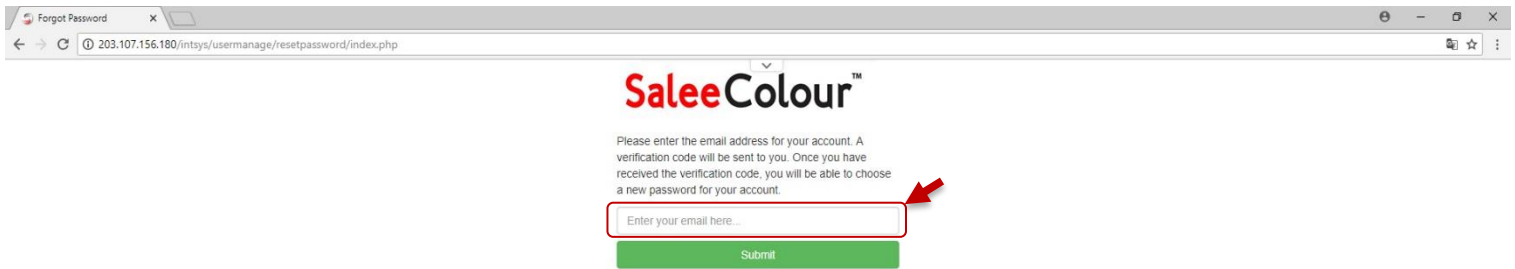 Forgot Password
203.107.156.180/intsys/usermanage/resetpassword/index.php
SaleeColour™
Please enter the email address for your account. A
verification code will be sent to you. Once you have
received the verification code, you will be able to choose
a new password for your account.
Enter your email here...
Submit